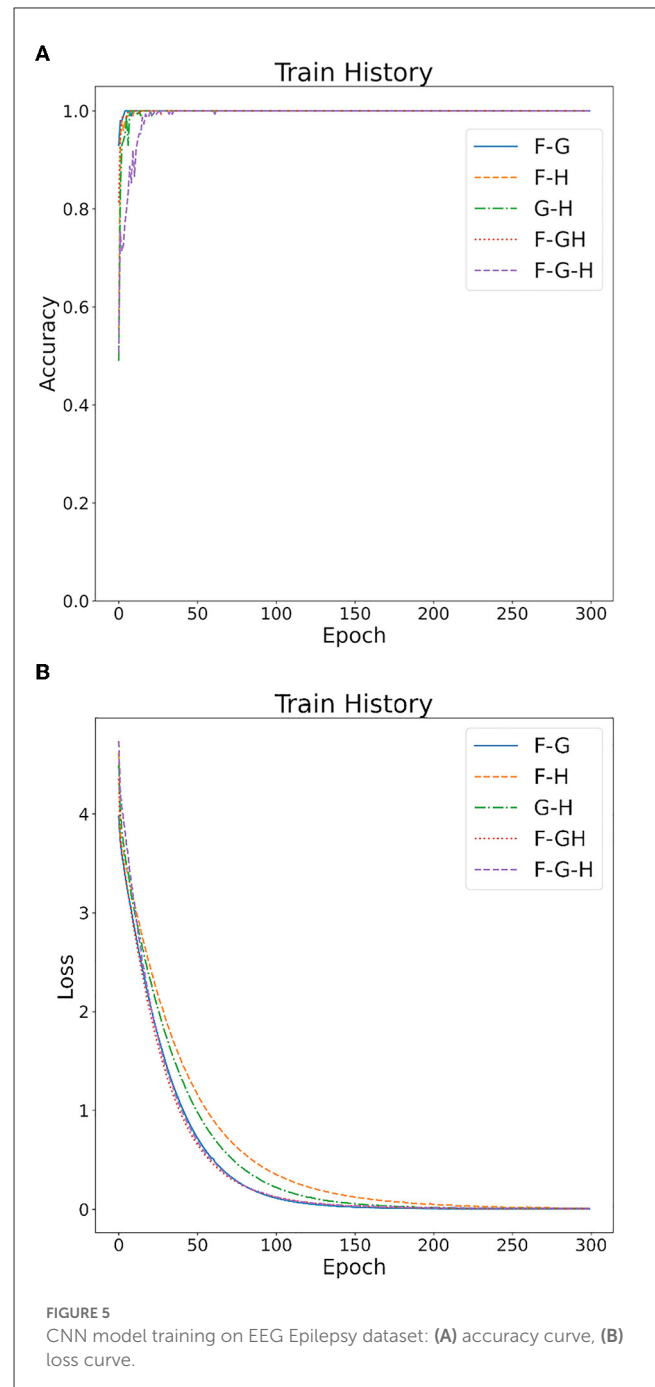 A
Train History
1.0
0.8
0.6
0.4
0.2
0.0
Accuracy
F-G
F-H
G-H
F-GH
F-G-H
0 50 100 150 200 250 300
Epoch
B
Train History
4
3
2
1
0
Loss
F-G
F-H
G-H
F-GH
F-G-H
0 50 100 150 200 250 300
Epoch
FIGURE 5
CNN model training on EEG Epilepsy dataset: (A) accuracy curve, (B)
loss curve.